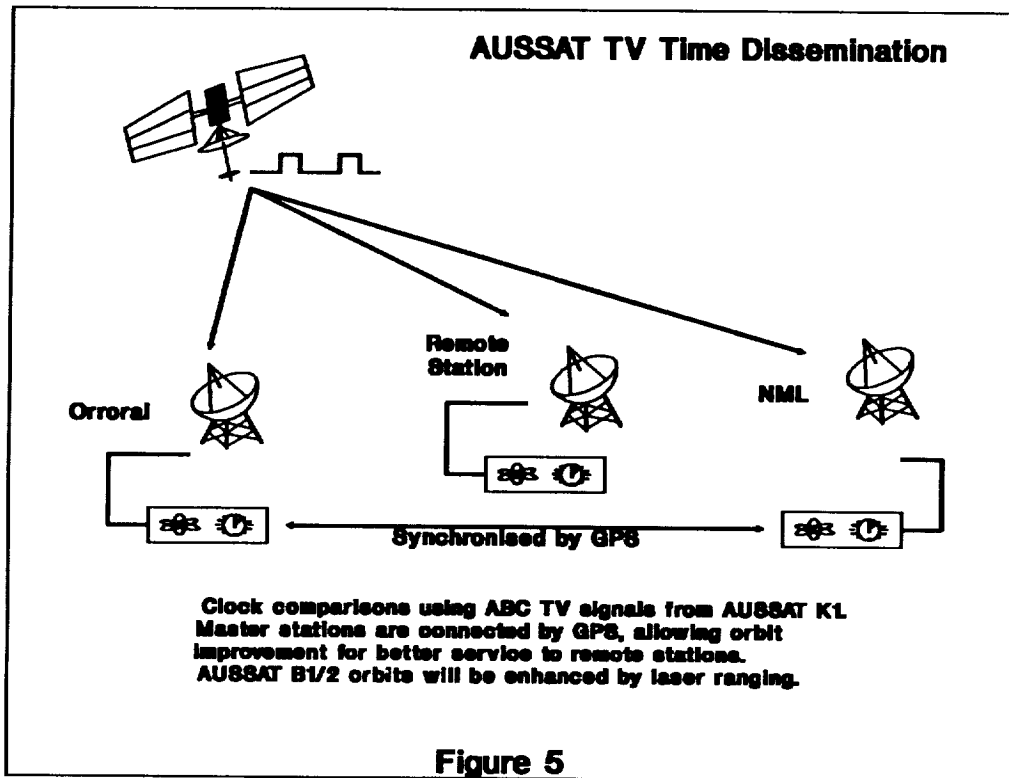 AUSSAT TV Time Dissemination
Remote
Station
Orroral
NML
Synchronised by GPS
Clock comparisons using ABC TV signals from AUSSAT K1.
Master stations are connected by GPS, allowing orbit
improvement for better service to remote stations.
AUSSAT B1/2 orbits will be enhanced by laser ranging.
Figure 5